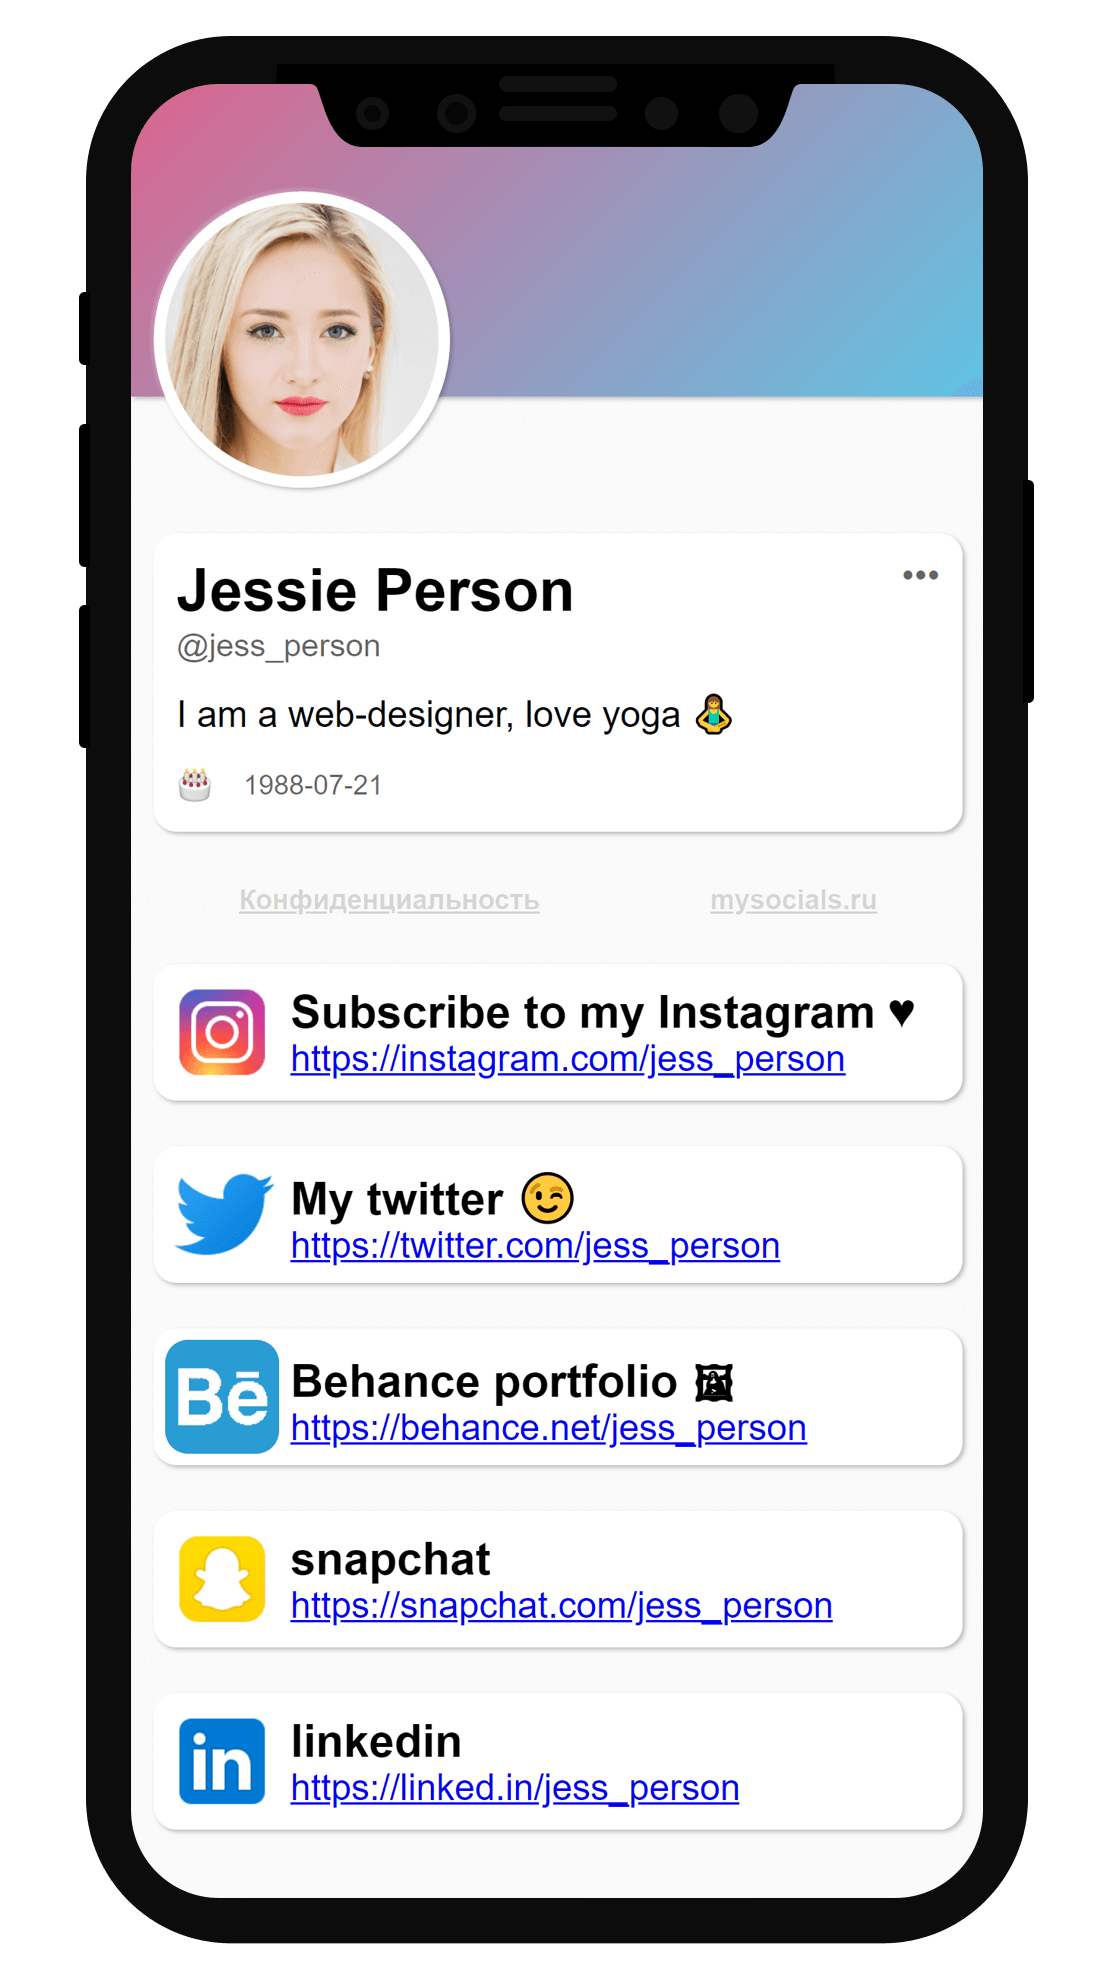 Jessie Person
@jess_person
I am a web-designer, love yoga 🧘‍♀️
🎂 1988-07-21
Конфиденциальность mysocials.ru
Subscribe to my Instagram ♥
https://instagram.com/jess_person
My twitter 😉
https://twitter.com/jess_person
Bē
Behance portfolio 🖼
https://behance.net/jess_person
snapchat
https://snapchat.com/jess_person
in
linkedin
https://linked.in/jess_person